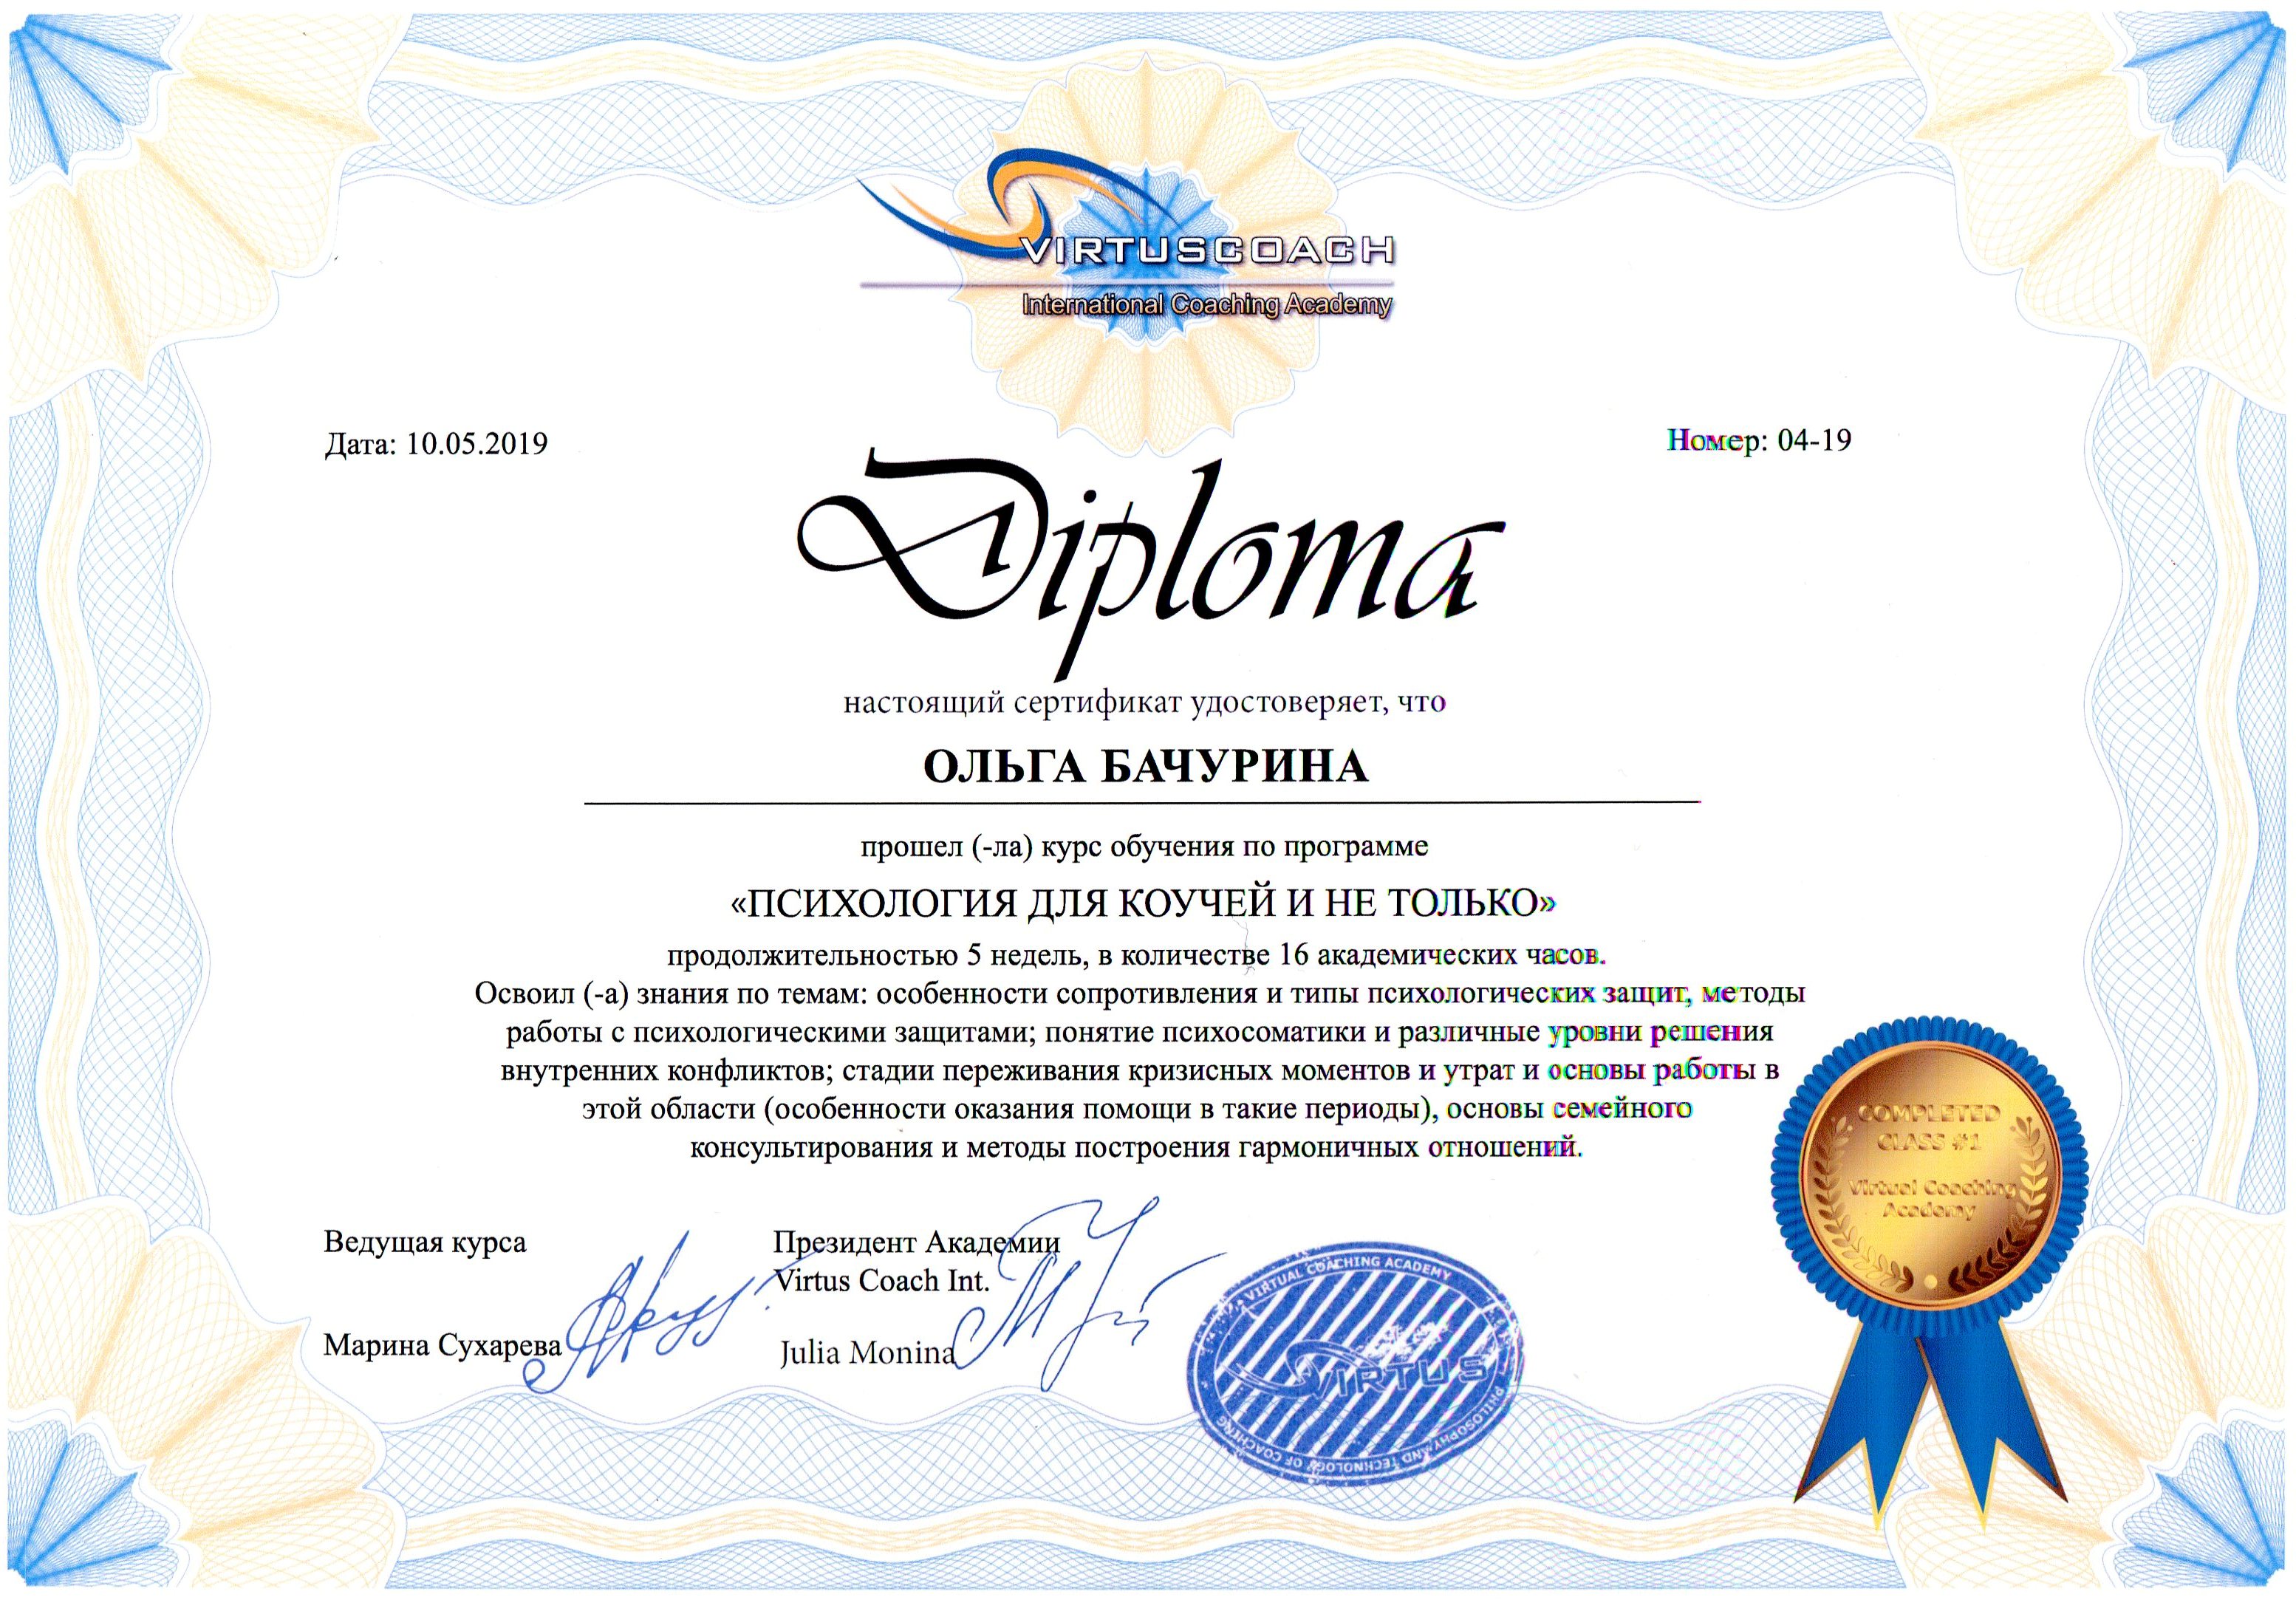 VIRTUSCOACH
International Coaching Academy
Дата: 10.05.2019
Номер: 04-19
Diploma
настоящий сертификат удостоверяет, что
ОЛЬГА БАЧУРИНА
прошел (-ла) курс обучения по программе
«ПСИХОЛОГИЯ ДЛЯ КОУЧЕЙ И НЕ ТОЛЬКО»
продолжительностью 5 недель, в количестве 16 академических часов.
Освоил (-а) знания по темам: особенности сопротивления и типы психологических защит, методы
работы с психологическими защитами; понятие психосоматики и различные уровни решения
внутренних конфликтов; стадии переживания кризисных моментов и утрат и основы работы в
этой области (особенности оказания помощи в такие периоды), основы семейного
консультирования и методы построения гармоничных отношений.
COMPLETED
CLASS #1
Virtual Coaching
Academy
Ведущая курса
Марина Сухарева
Президент Академии
Virtus Coach Int.
Julia Monina
VIRTUAL COACHING ACADEMY
VIRTUS
PHILOSOPHY AND TECHNOLOGY OF COACHING